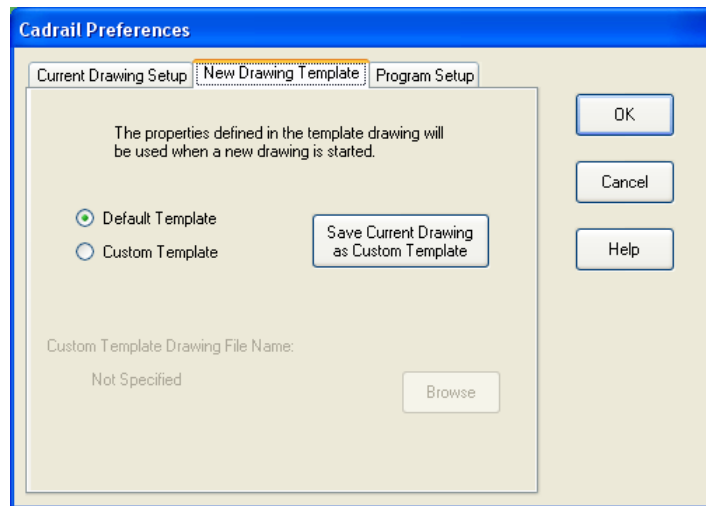 Cadrail Preferences
Current Drawing Setup
New Drawing Template
Program Setup
The properties defined in the template drawing will
be used when a new drawing is started.
Default Template
Custom Template
Save Current Drawing
as Custom Template
Custom Template Drawing File Name:
Not Specified
Browse
OK
Cancel
Help